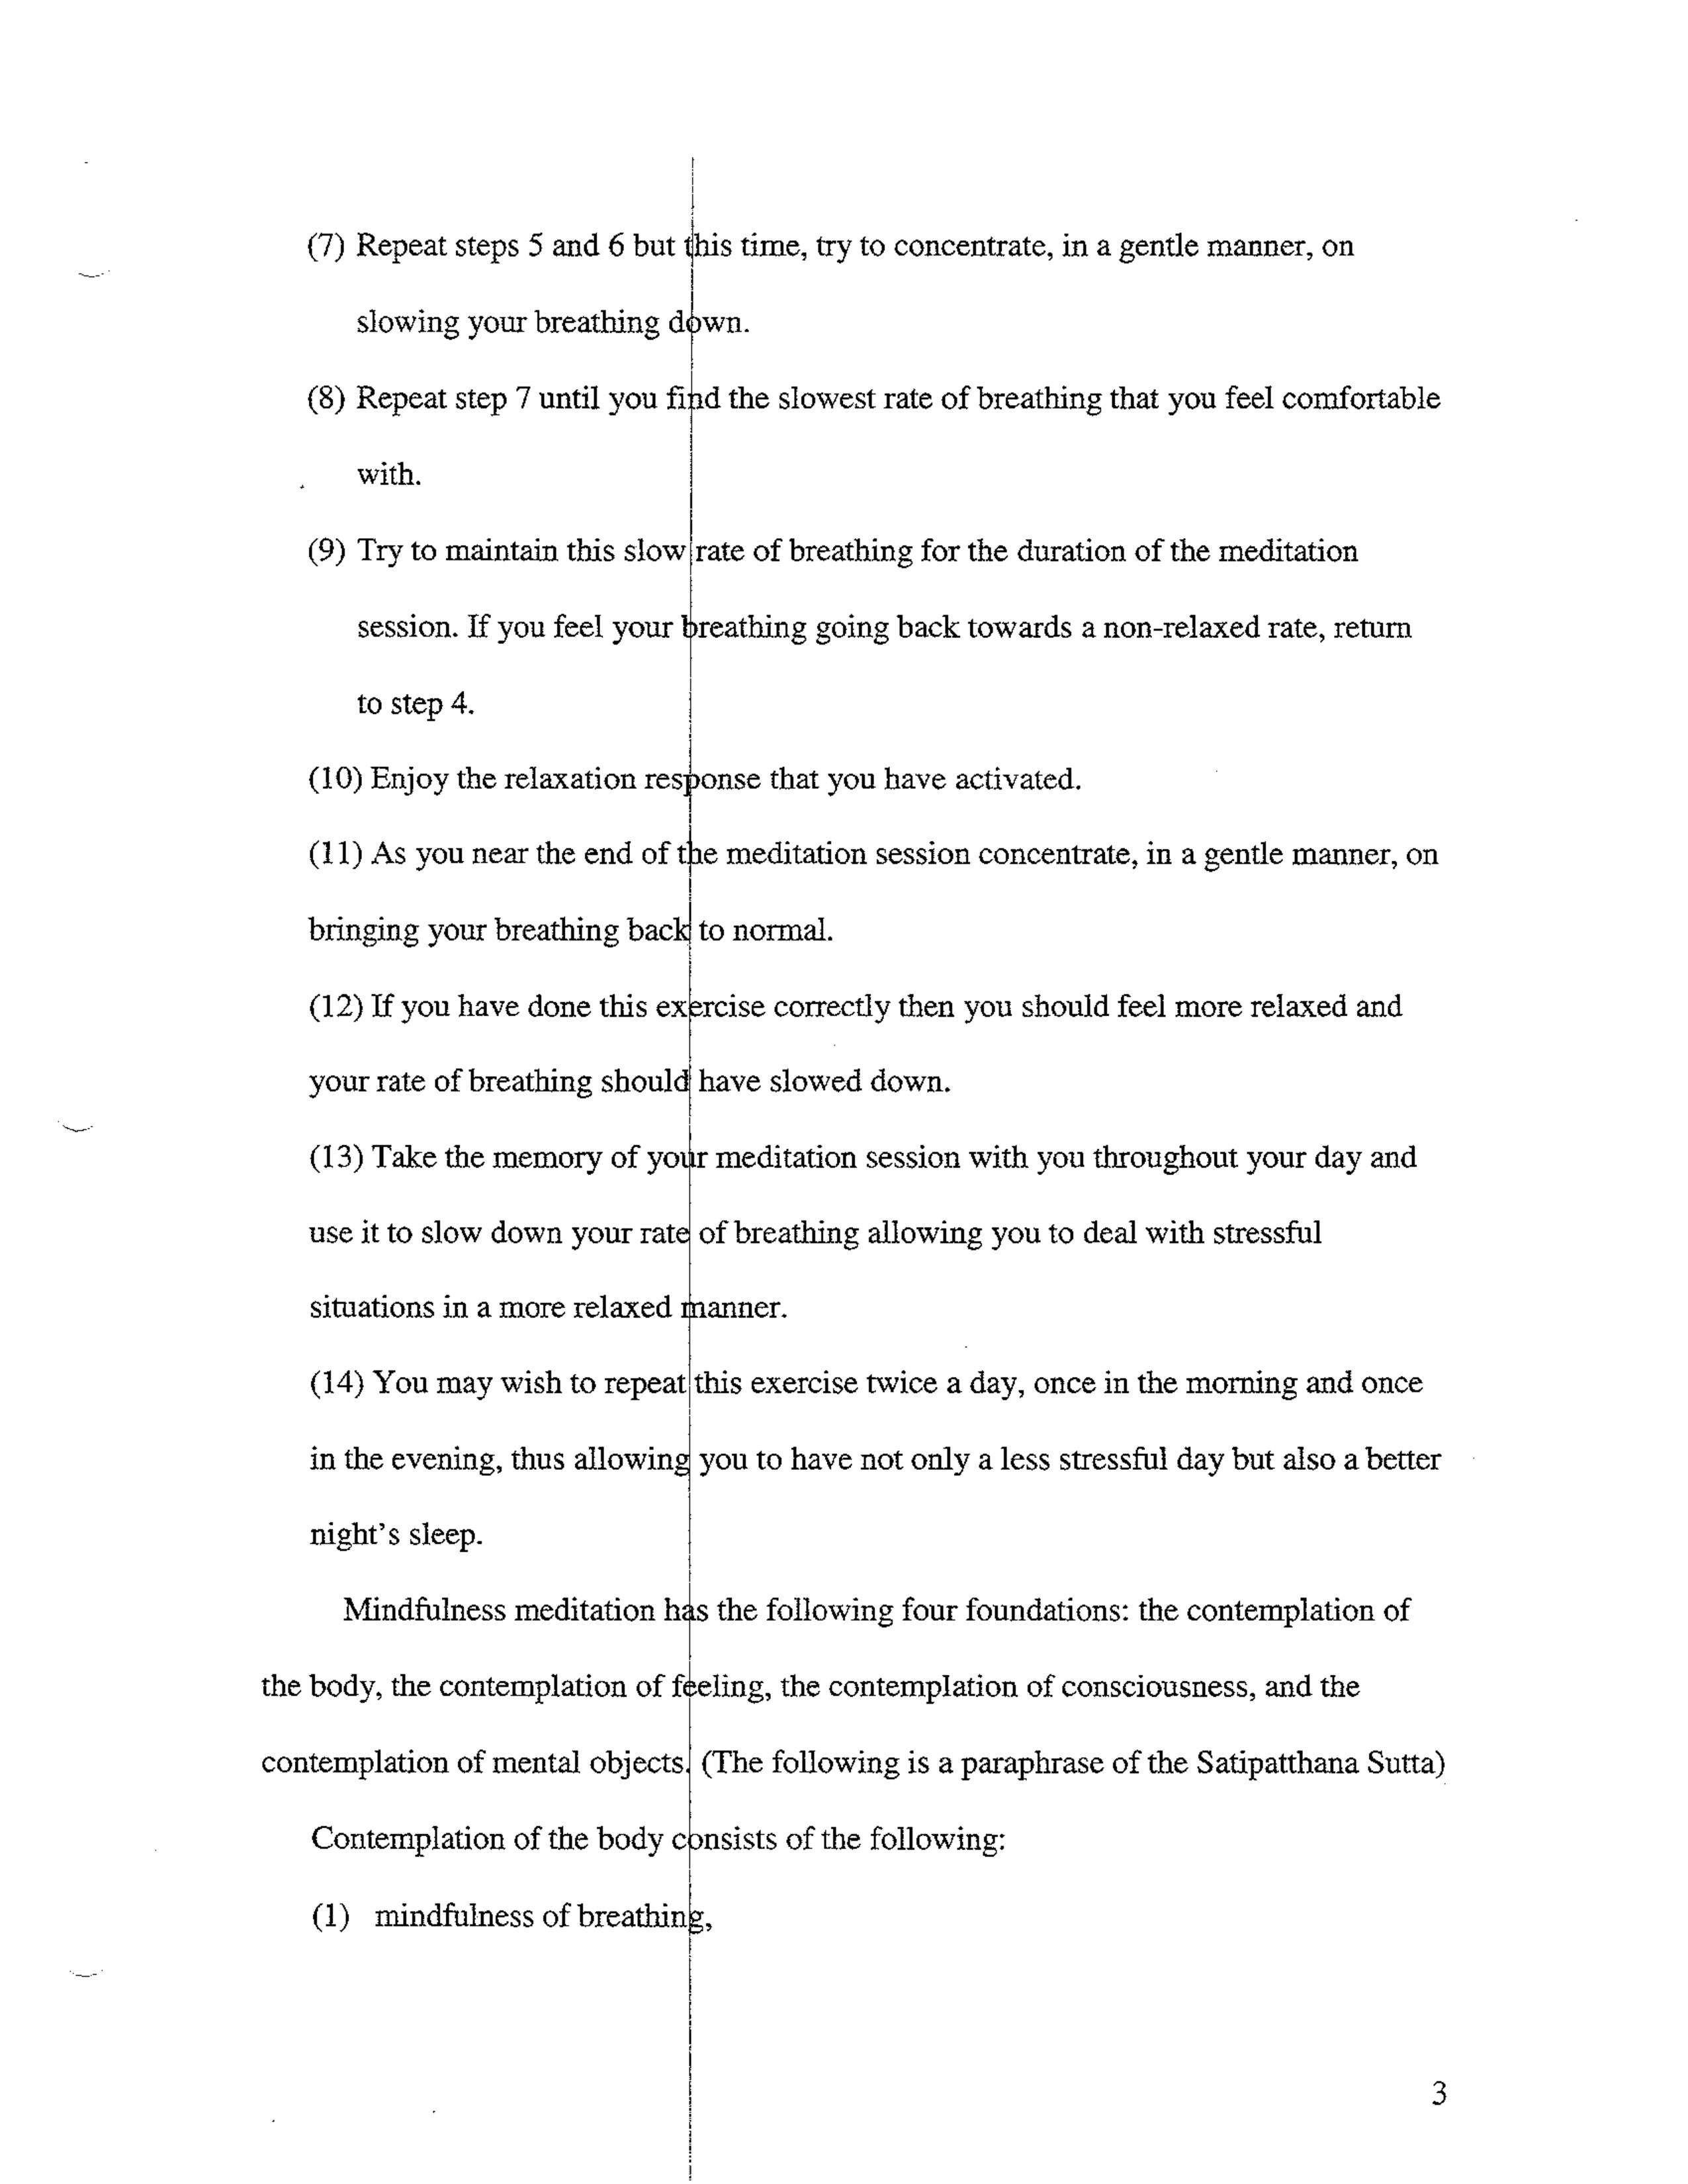 (7) Repeat steps 5 and 6 but this time, try to concentrate, in a gentle manner, on
slowing your breathing down.
(8) Repeat step 7 until you find the slowest rate of breathing that you feel comfortable
with.
(9) Try to maintain this slow rate of breathing for the duration of the meditation
session. If you feel your breathing going back towards a non-relaxed rate, return
to step 4.
(10) Enjoy the relaxation response that you have activated.
(11) As you near the end of the meditation session concentrate, in a gentle manner, on
bringing your breathing back to normal.
(12) If you have done this exercise correctly then you should feel more relaxed and
your rate of breathing should have slowed down.
(13) Take the memory of your meditation session with you throughout your day and
use it to slow down your rate of breathing allowing you to deal with stressful
situations in a more relaxed manner.
(14) You may wish to repeat this exercise twice a day, once in the morning and once
in the evening, thus allowing you to have not only a less stressful day but also a better
night's sleep.
Mindfulness meditation has the following four foundations: the contemplation of
the body, the contemplation of feeling, the contemplation of consciousness, and the
contemplation of mental objects. (The following is a paraphrase of the Satipatthana Sutta)
Contemplation of the body consists of the following:
(1) mindfulness of breathing,
3